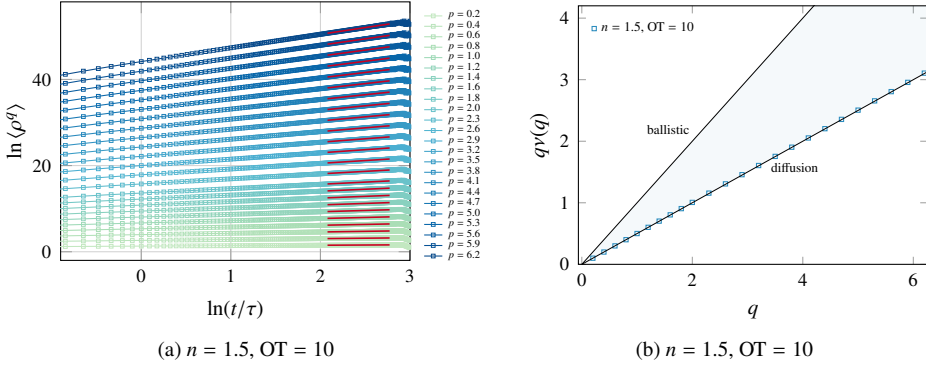 p = 0.2
p = 0.4
p = 0.6
p = 0.8
p = 1.0
p = 1.2
p = 1.4
p = 1.6
p = 1.8
p = 2.0
p = 2.3
p = 2.6
p = 2.9
p = 3.2
p = 3.5
p = 3.8
p = 4.1
p = 4.4
p = 4.7
p = 5.0
p = 5.3
p = 5.6
p = 5.9
p = 6.2
40
20
0
ln ⟨ρ^q⟩
0
1
2
3
ln(t/τ)
(a) n = 1.5, OT = 10
4
3
2
1
0
qν(q)
n = 1.5, OT = 10
ballistic
diffusion
0
2
4
6
q
(b) n = 1.5, OT = 10